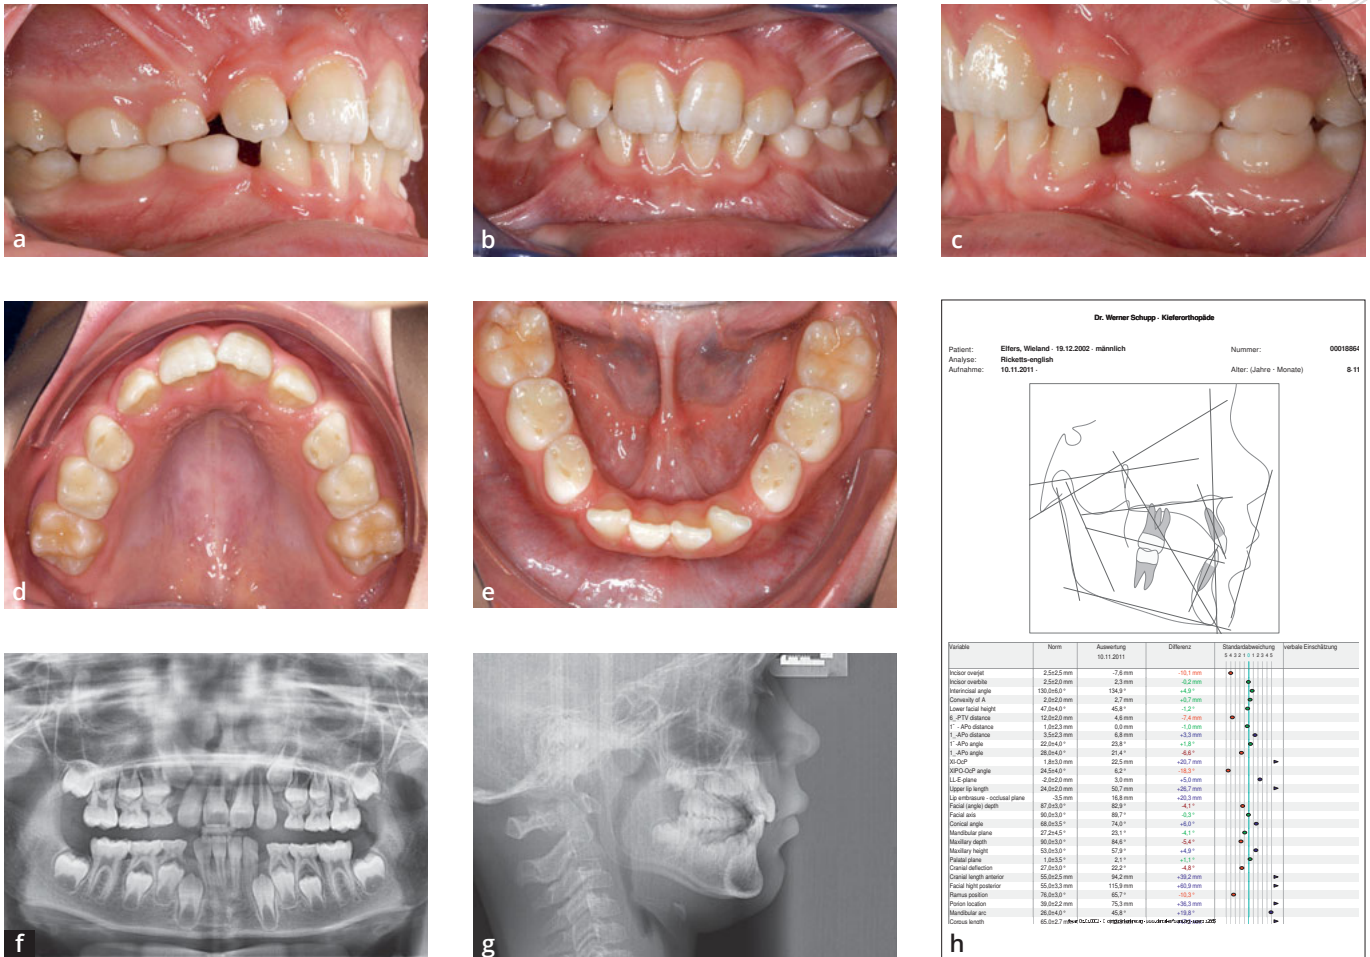 a
b
c
d
e
f
g
h
Dr. Werner Schupp - Kieferorthopäde
Patient: Elfers, Wieland - 19.12.2002 - männlich Nummer: 00018864
Analyse: Ricketts-english
Aufnahme: 10.11.2011 - Alter: (Jahre - Monate) 8-11
Variable Norm Auswertung Differenz Standardabweichung verbale Einschätzung
10.11.2011 5 4 3 2 1 0 1 2 3 4 5
Incisor overjet 2,5±2,5 mm -7,6 mm -10,1 mm
Incisor overbite 2,5±2,0 mm 2,3 mm -0,2 mm
Interincisal angle 130,0±6,0 ° 134,9 ° +4,9 °
Convexity of A 2,0±2,0 mm 2,7 mm +0,7 mm
Lower facial height 47,0±4,0 ° 45,8 ° -1,2 °
6_-PTV distance 12,0±2,0 mm 4,6 mm -7,4 mm
1¯ - APo distance 1,0±2,3 mm 0,0 mm -1,0 mm
1_-APo distance 3,5±2,3 mm 6,8 mm +3,3 mm
1¯-APo angle 22,0±4,0 ° 23,8 ° +1,8 °
1_-APo angle 28,0±4,0 ° 21,4 ° -6,6 °
XI-OcP 1,8±3,0 mm 22,5 mm +20,7 mm
XIPO-OcP angle 24,5±4,0 ° 6,2 ° -18,3 °
LL-E-plane -2,0±2,0 mm 3,0 mm +5,0 mm
Upper lip length 24,0±2,0 mm 50,7 mm +26,7 mm
Lip embrasure - occlusal plane -3,5 mm 16,8 mm +20,3 mm
Facial (angle) depth 87,0±3,0 ° 82,9 ° -4,1 °
Facial axis 90,0±3,0 ° 89,7 ° -0,3 °
Conical angle 68,0±3,5 ° 74,0 ° +6,0 °
Mandibular plane 27,2±4,5 ° 23,1 ° -4,1 °
Maxillary depth 90,0±3,0 ° 84,6 ° -5,4 °
Maxillary height 53,0±3,0 ° 57,9 ° +4,9 °
Palatal plane 1,0±3,5 ° 2,1 ° +1,1 °
Cranial deflection 27,0±3,0 ° 22,2 ° -4,8 °
Cranial length anterior 55,0±2,5 mm 94,2 mm +39,2 mm
Facial hight posterior 55,0±3,3 mm 115,9 mm +60,9 mm
Ramus position 76,0±3,0 ° 65,7 ° -10,3 °
Porion location 39,0±2,2 mm 75,3 mm +36,3 mm
Mandibular arc 26,0±4,0 ° 45,8 ° +19,8 °
Corpus length 65,0±2,7 mm